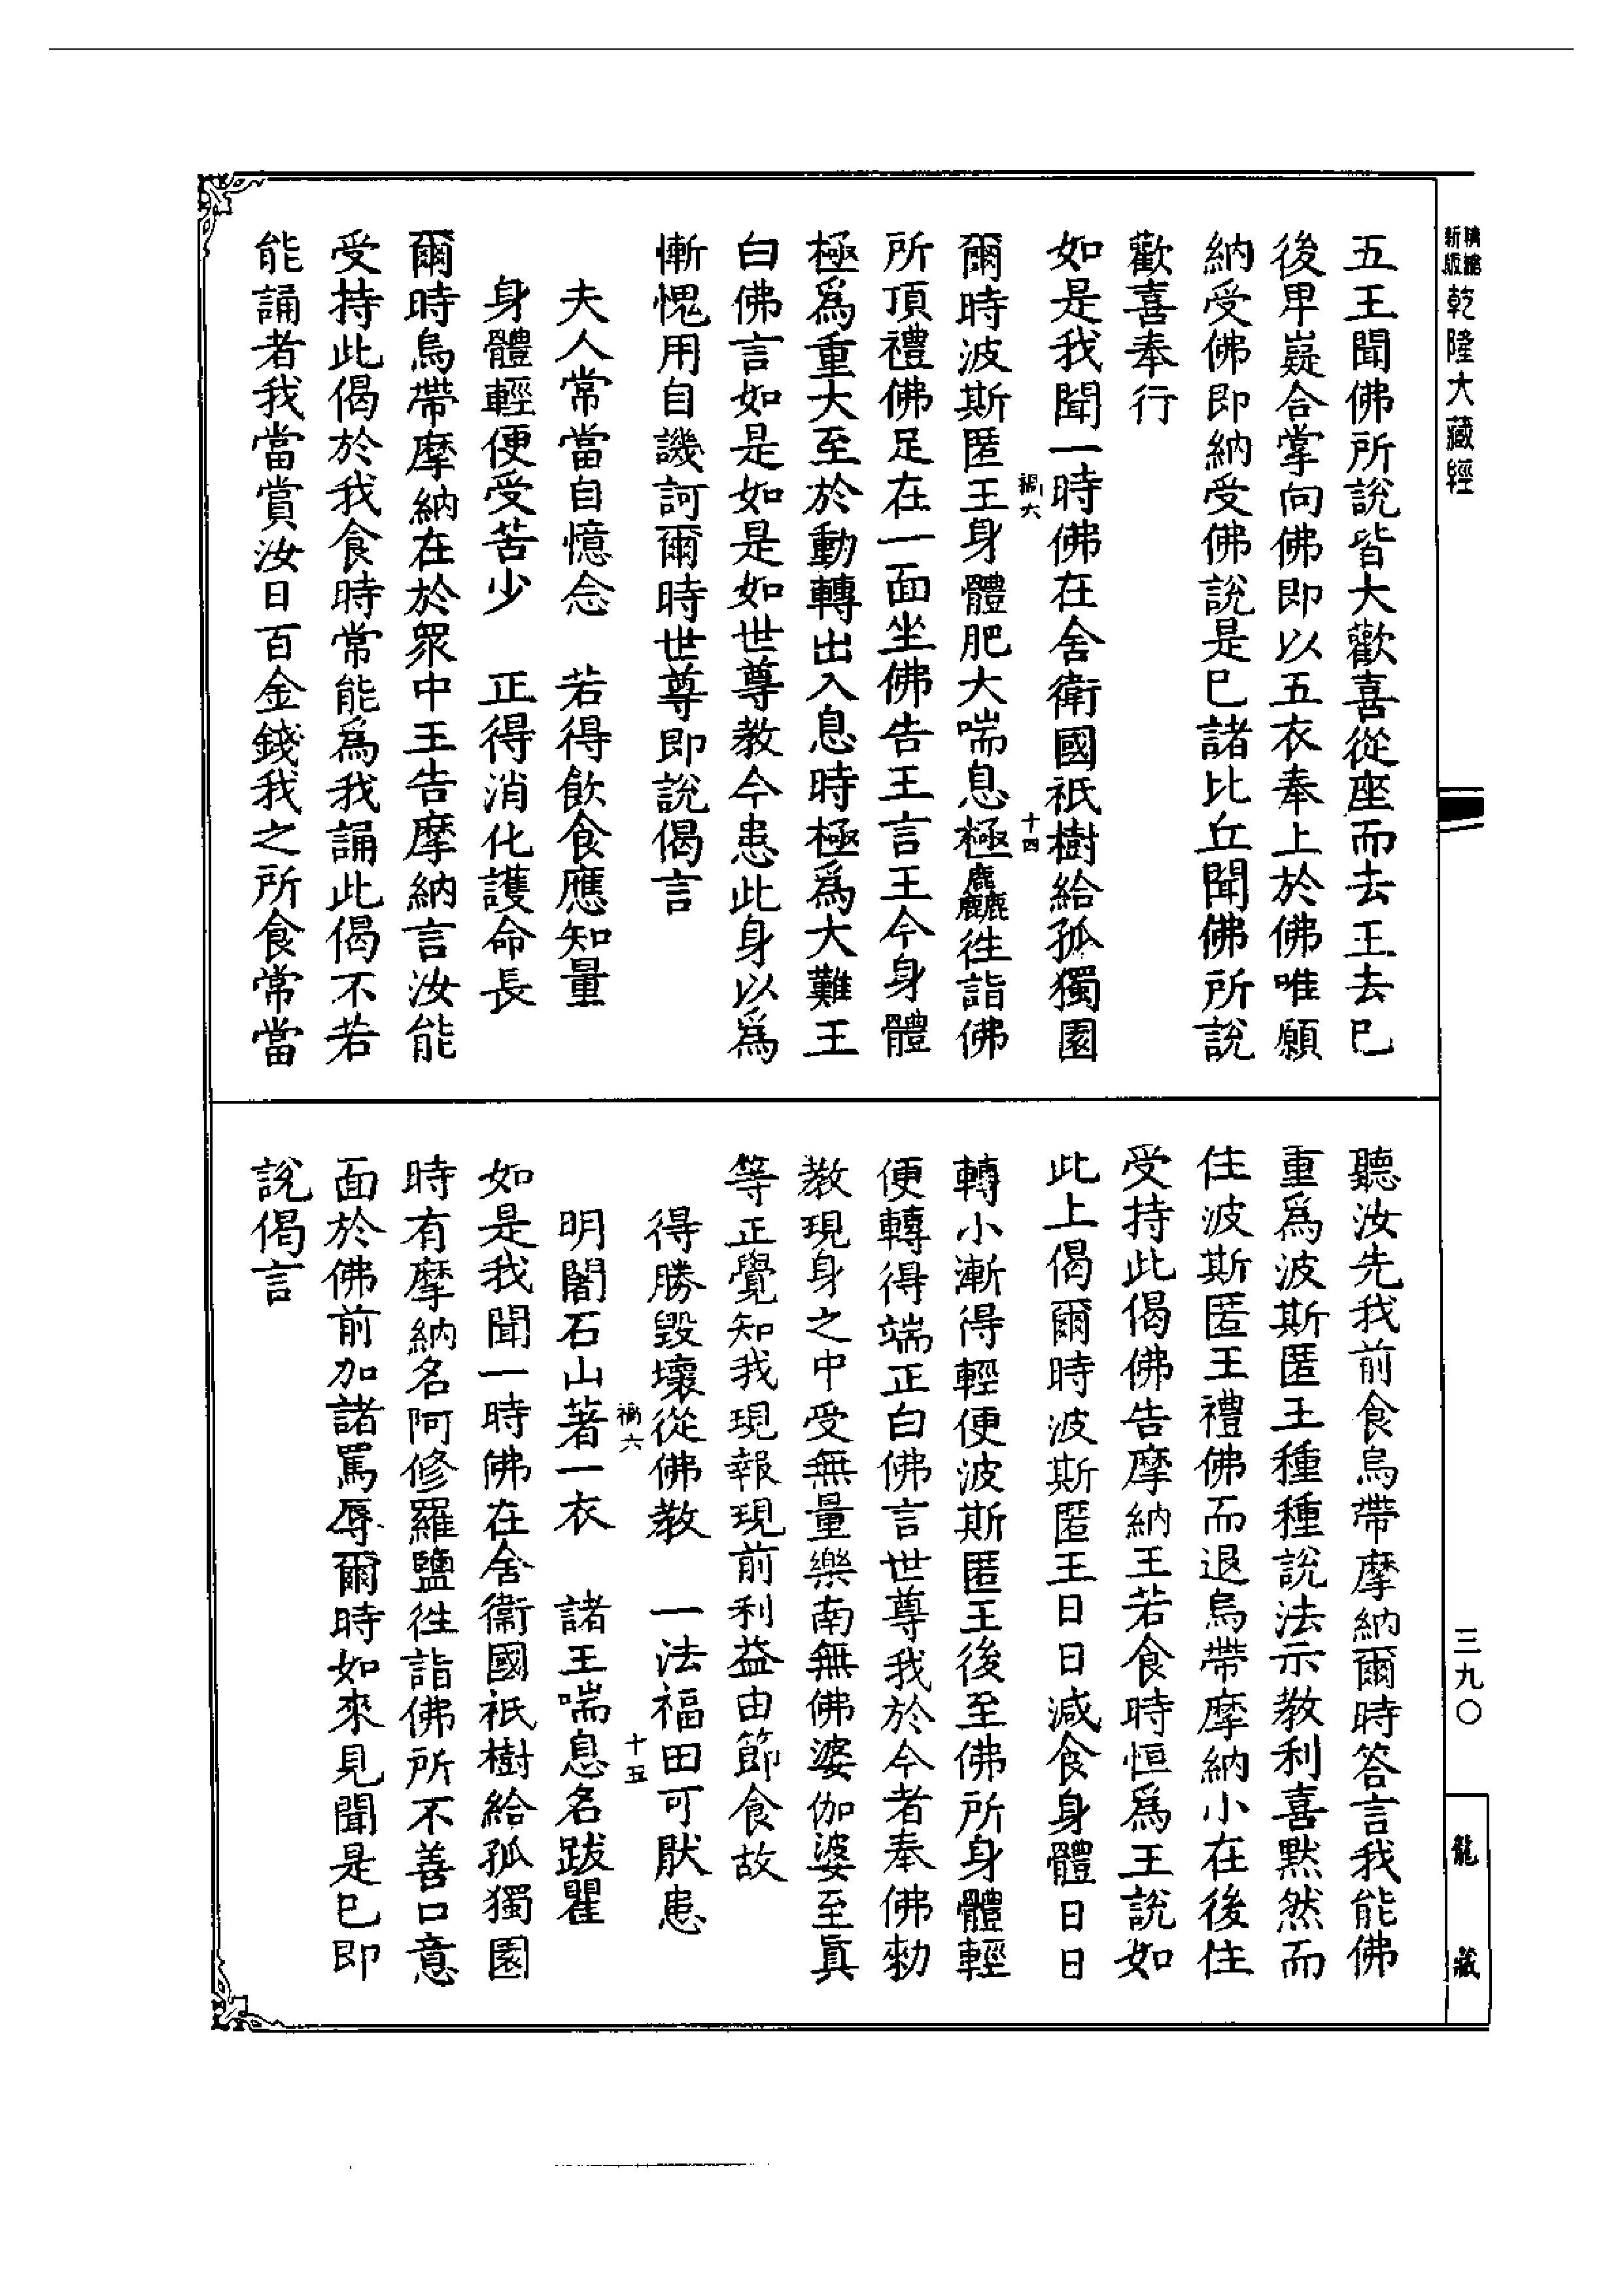 精縮新版乾隆大藏經
五王聞佛所說皆大歡喜從座而去王去已
後卑嶷合掌向佛即以五衣奉上於佛唯願
納受佛即納受佛說是已諸比丘聞佛所說
歡喜奉行
如是我聞一時佛在舍衛國祇樹給孤獨園
禍六 十四
爾時波斯匿王身體肥大喘息極麤徃詣佛
所頂禮佛足在一面坐佛告王言王今身體
極爲重大至於動轉出入息時極爲大難王
白佛言如是如是如世尊教今患此身以爲
慚愧用自譏訶爾時世尊即說偈言
夫人常當自憶念 若得飲食應知量
身體輕便受苦少 正得消化護命長
爾時烏帶摩納在於眾中王告摩納言汝能
受持此偈於我食時常能爲我誦此偈不若
能誦者我當賞汝日百金錢我之所食常當
聽汝先我前食烏帶摩納爾時答言我能佛
重爲波斯匿王種種說法示教利喜默然而
住波斯匿王禮佛而退烏帶摩納小在後住
受持此偈佛告摩納王若食時恒爲王說如
此上偈爾時波斯匿王日日減食身體日日
轉小漸得輕便波斯匿王後至佛所身體輕
便轉得端正白佛言世尊我於今者奉佛勑
教現身之中受無量樂南無佛婆伽婆至真
等正覺知我現報現前利益由節食故
得勝毀壞從佛教 一法福田可猒患
禍六 十五
明闍石山著一衣 諸王喘息名跋瞿
如是我聞一時佛在舍衛國祇樹給孤獨園
時有摩納名阿修羅鹽徃詣佛所不善口意
面於佛前加諸罵辱爾時如來見聞是已即
說偈言
三九〇
龍藏